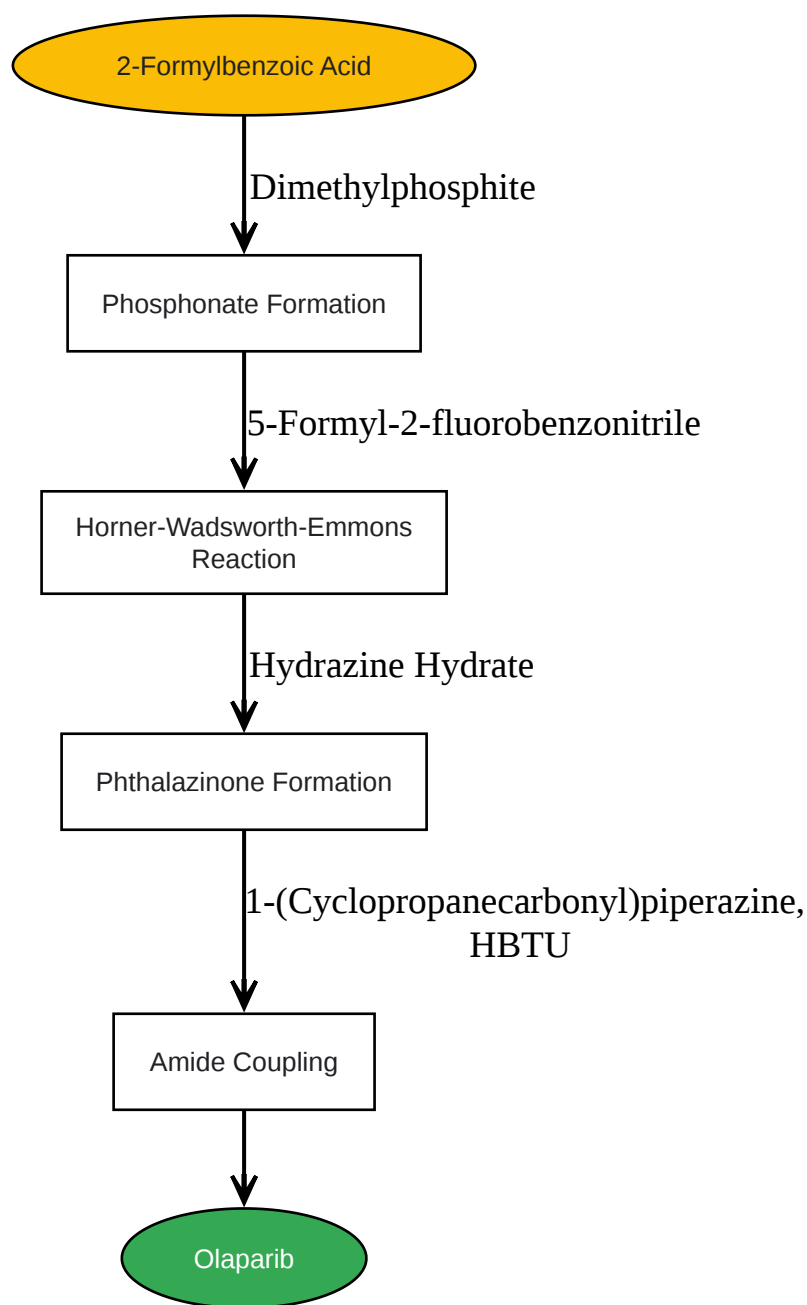 2-Formylbenzoic Acid
Dimethylphosphite
Phosphonate Formation
5-Formyl-2-fluorobenzonitrile
Horner-Wadsworth-Emmons
Reaction
Hydrazine Hydrate
Phthalazinone Formation
1-(Cyclopropanecarbonyl)piperazine,
HBTU
Amide Coupling
Olaparib